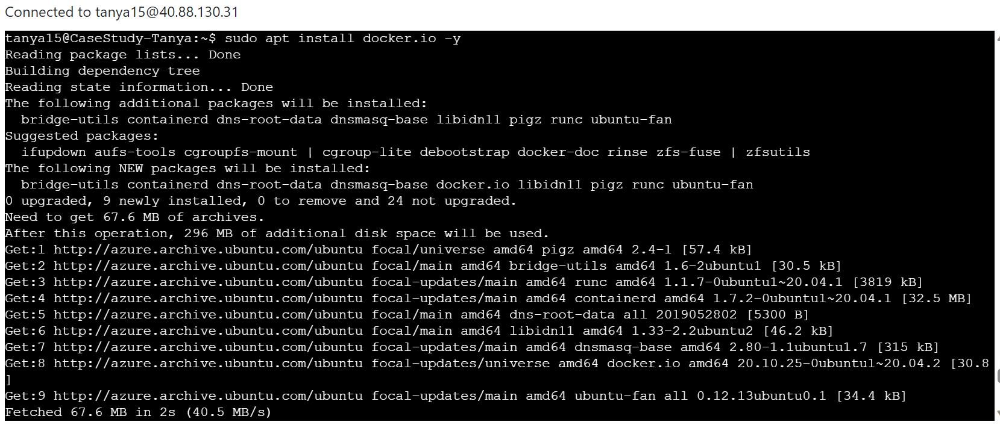 Connected to tanya15@40.88.130.31
tanya15@CaseStudy-Tanya:~$ sudo apt install docker.io -y
Reading package lists... Done
Building dependency tree
Reading state information... Done
The following additional packages will be installed:
  bridge-utils containerd dns-root-data dnsmasq-base libidn11 pigz runc ubuntu-fan
Suggested packages:
  ifupdown aufs-tools cgroupfs-mount | cgroup-lite debootstrap docker-doc rinse zfs-fuse | zfsutils
The following NEW packages will be installed:
  bridge-utils containerd dns-root-data dnsmasq-base docker.io libidn11 pigz runc ubuntu-fan
0 upgraded, 9 newly installed, 0 to remove and 24 not upgraded.
Need to get 67.6 MB of archives.
After this operation, 296 MB of additional disk space will be used.
Get:1 http://azure.archive.ubuntu.com/ubuntu focal/universe amd64 pigz amd64 2.4-1 [57.4 kB]
Get:2 http://azure.archive.ubuntu.com/ubuntu focal/main amd64 bridge-utils amd64 1.6-2ubuntu1 [30.5 kB]
Get:3 http://azure.archive.ubuntu.com/ubuntu focal-updates/main amd64 runc amd64 1.1.7-0ubuntu1~20.04.1 [3819 kB]
Get:4 http://azure.archive.ubuntu.com/ubuntu focal-updates/main amd64 containerd amd64 1.7.2-0ubuntu1~20.04.1 [32.5 MB]
Get:5 http://azure.archive.ubuntu.com/ubuntu focal/main amd64 dns-root-data all 2019052802 [5300 B]
Get:6 http://azure.archive.ubuntu.com/ubuntu focal/main amd64 libidn11 amd64 1.33-2.2ubuntu2 [46.2 kB]
Get:7 http://azure.archive.ubuntu.com/ubuntu focal-updates/main amd64 dnsmasq-base amd64 2.80-1.1ubuntu1.7 [315 kB]
Get:8 http://azure.archive.ubuntu.com/ubuntu focal-updates/universe amd64 docker.io amd64 20.10.25-0ubuntu1~20.04.2 [30.8
]
Get:9 http://azure.archive.ubuntu.com/ubuntu focal-updates/main amd64 ubuntu-fan all 0.12.13ubuntu0.1 [34.4 kB]
Fetched 67.6 MB in 2s (40.5 MB/s)